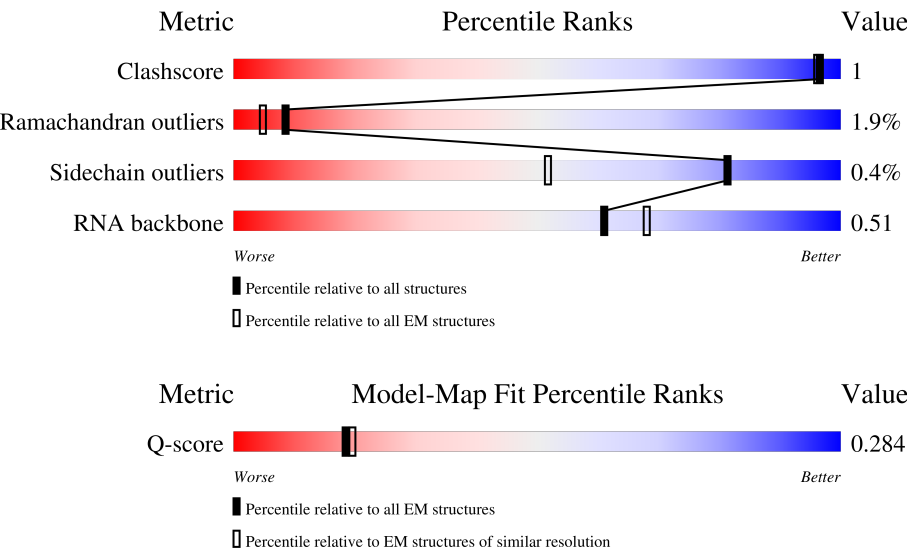 Metric Percentile Ranks Value
Clashscore 1
Ramachandran outliers 1.9%
Sidechain outliers 0.4%
RNA backbone 0.51
Worse Better
Percentile relative to all structures
Percentile relative to all EM structures
Metric Model-Map Fit Percentile Ranks Value
Q-score 0.284
Worse Better
Percentile relative to all EM structures
Percentile relative to EM structures of similar resolution